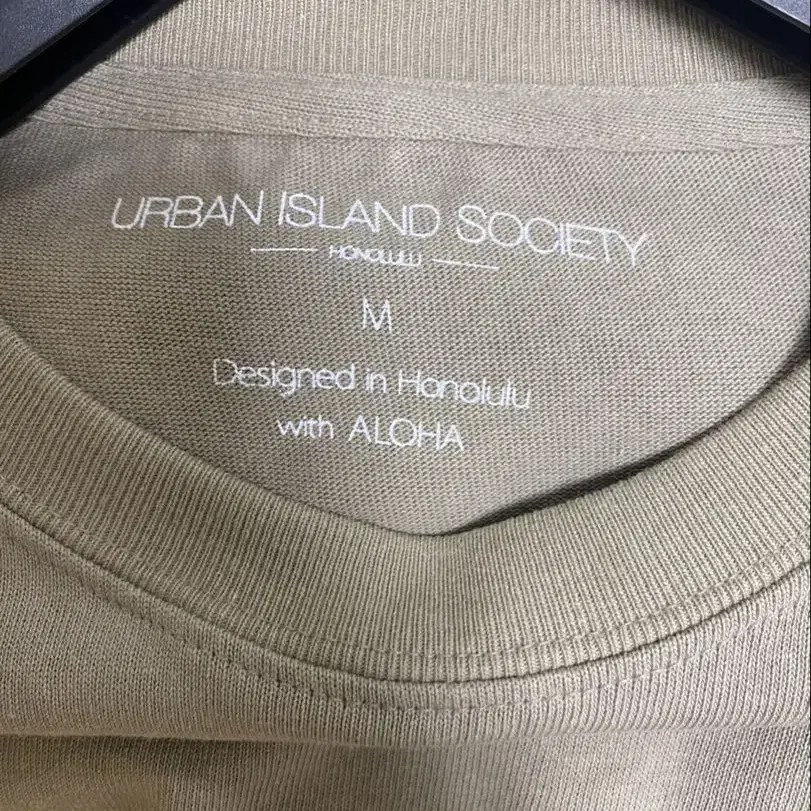 URBAN ISLAND SOCIETY
HONOLULU
M
Designed in Honolulu
with ALOHA